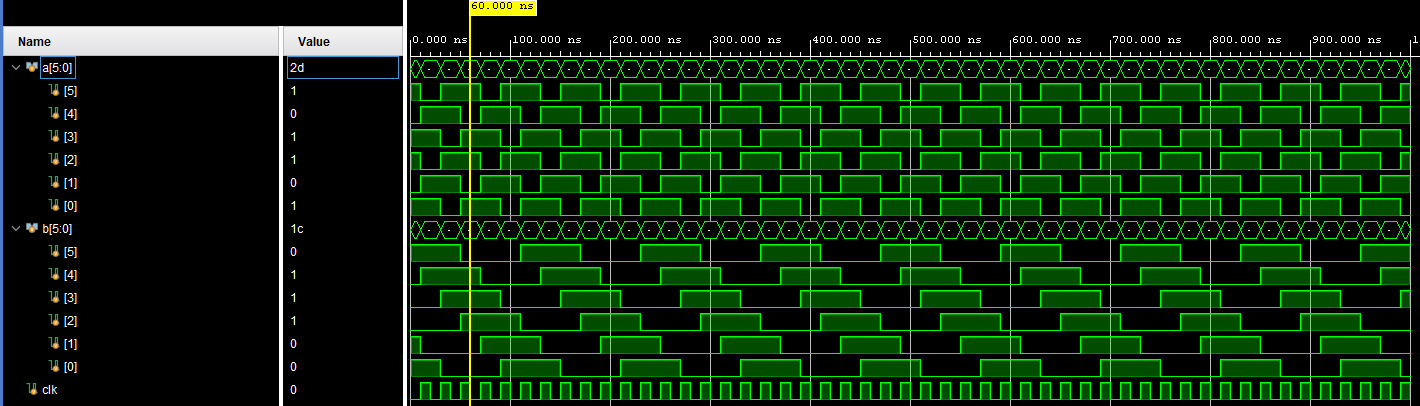 60.000 ns
Name Value
0.000 ns 100.000 ns 200.000 ns 300.000 ns 400.000 ns 500.000 ns 600.000 ns 700.000 ns 800.000 ns 900.000 ns 1
a[5:0] 2d
[5] 1
[4] 0
[3] 1
[2] 1
[1] 0
[0] 1
b[5:0] 1c
[5] 0
[4] 1
[3] 1
[2] 1
[1] 0
[0] 0
clk 0